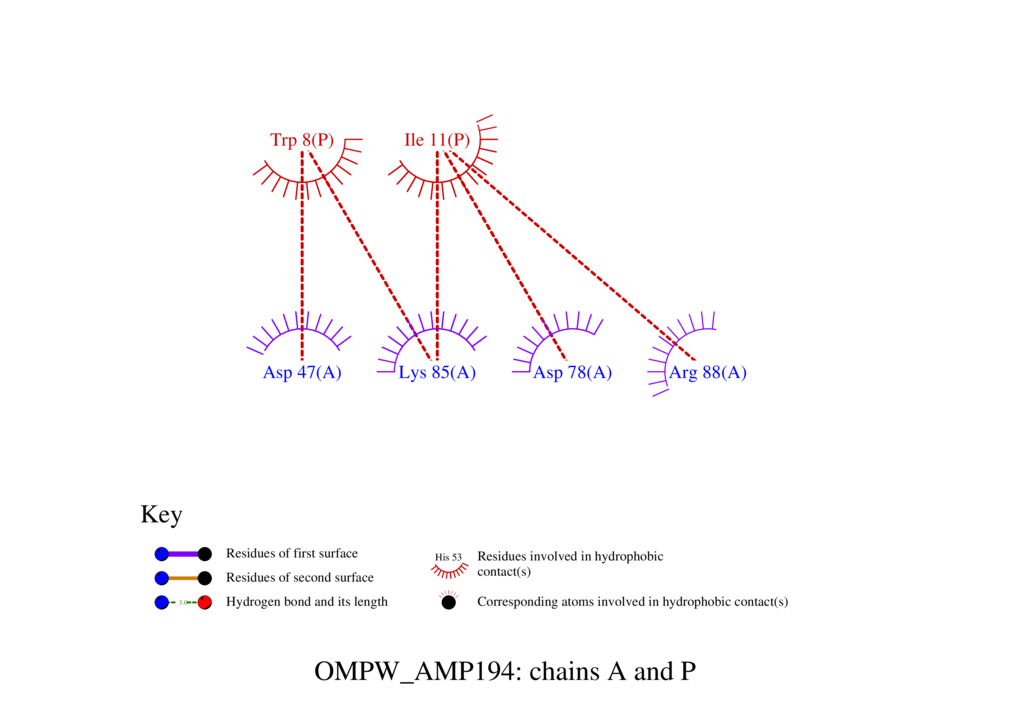 Trp 8(P) Ile 11(P)
Asp 47(A) Lys 85(A) Asp 78(A) Arg 88(A)
Key
Residues of first surface
Residues of second surface
3.0
Hydrogen bond and its length
His 53
Residues involved in hydrophobic
contact(s)
Corresponding atoms involved in hydrophobic contact(s)
OMPW_AMP194: chains A and P